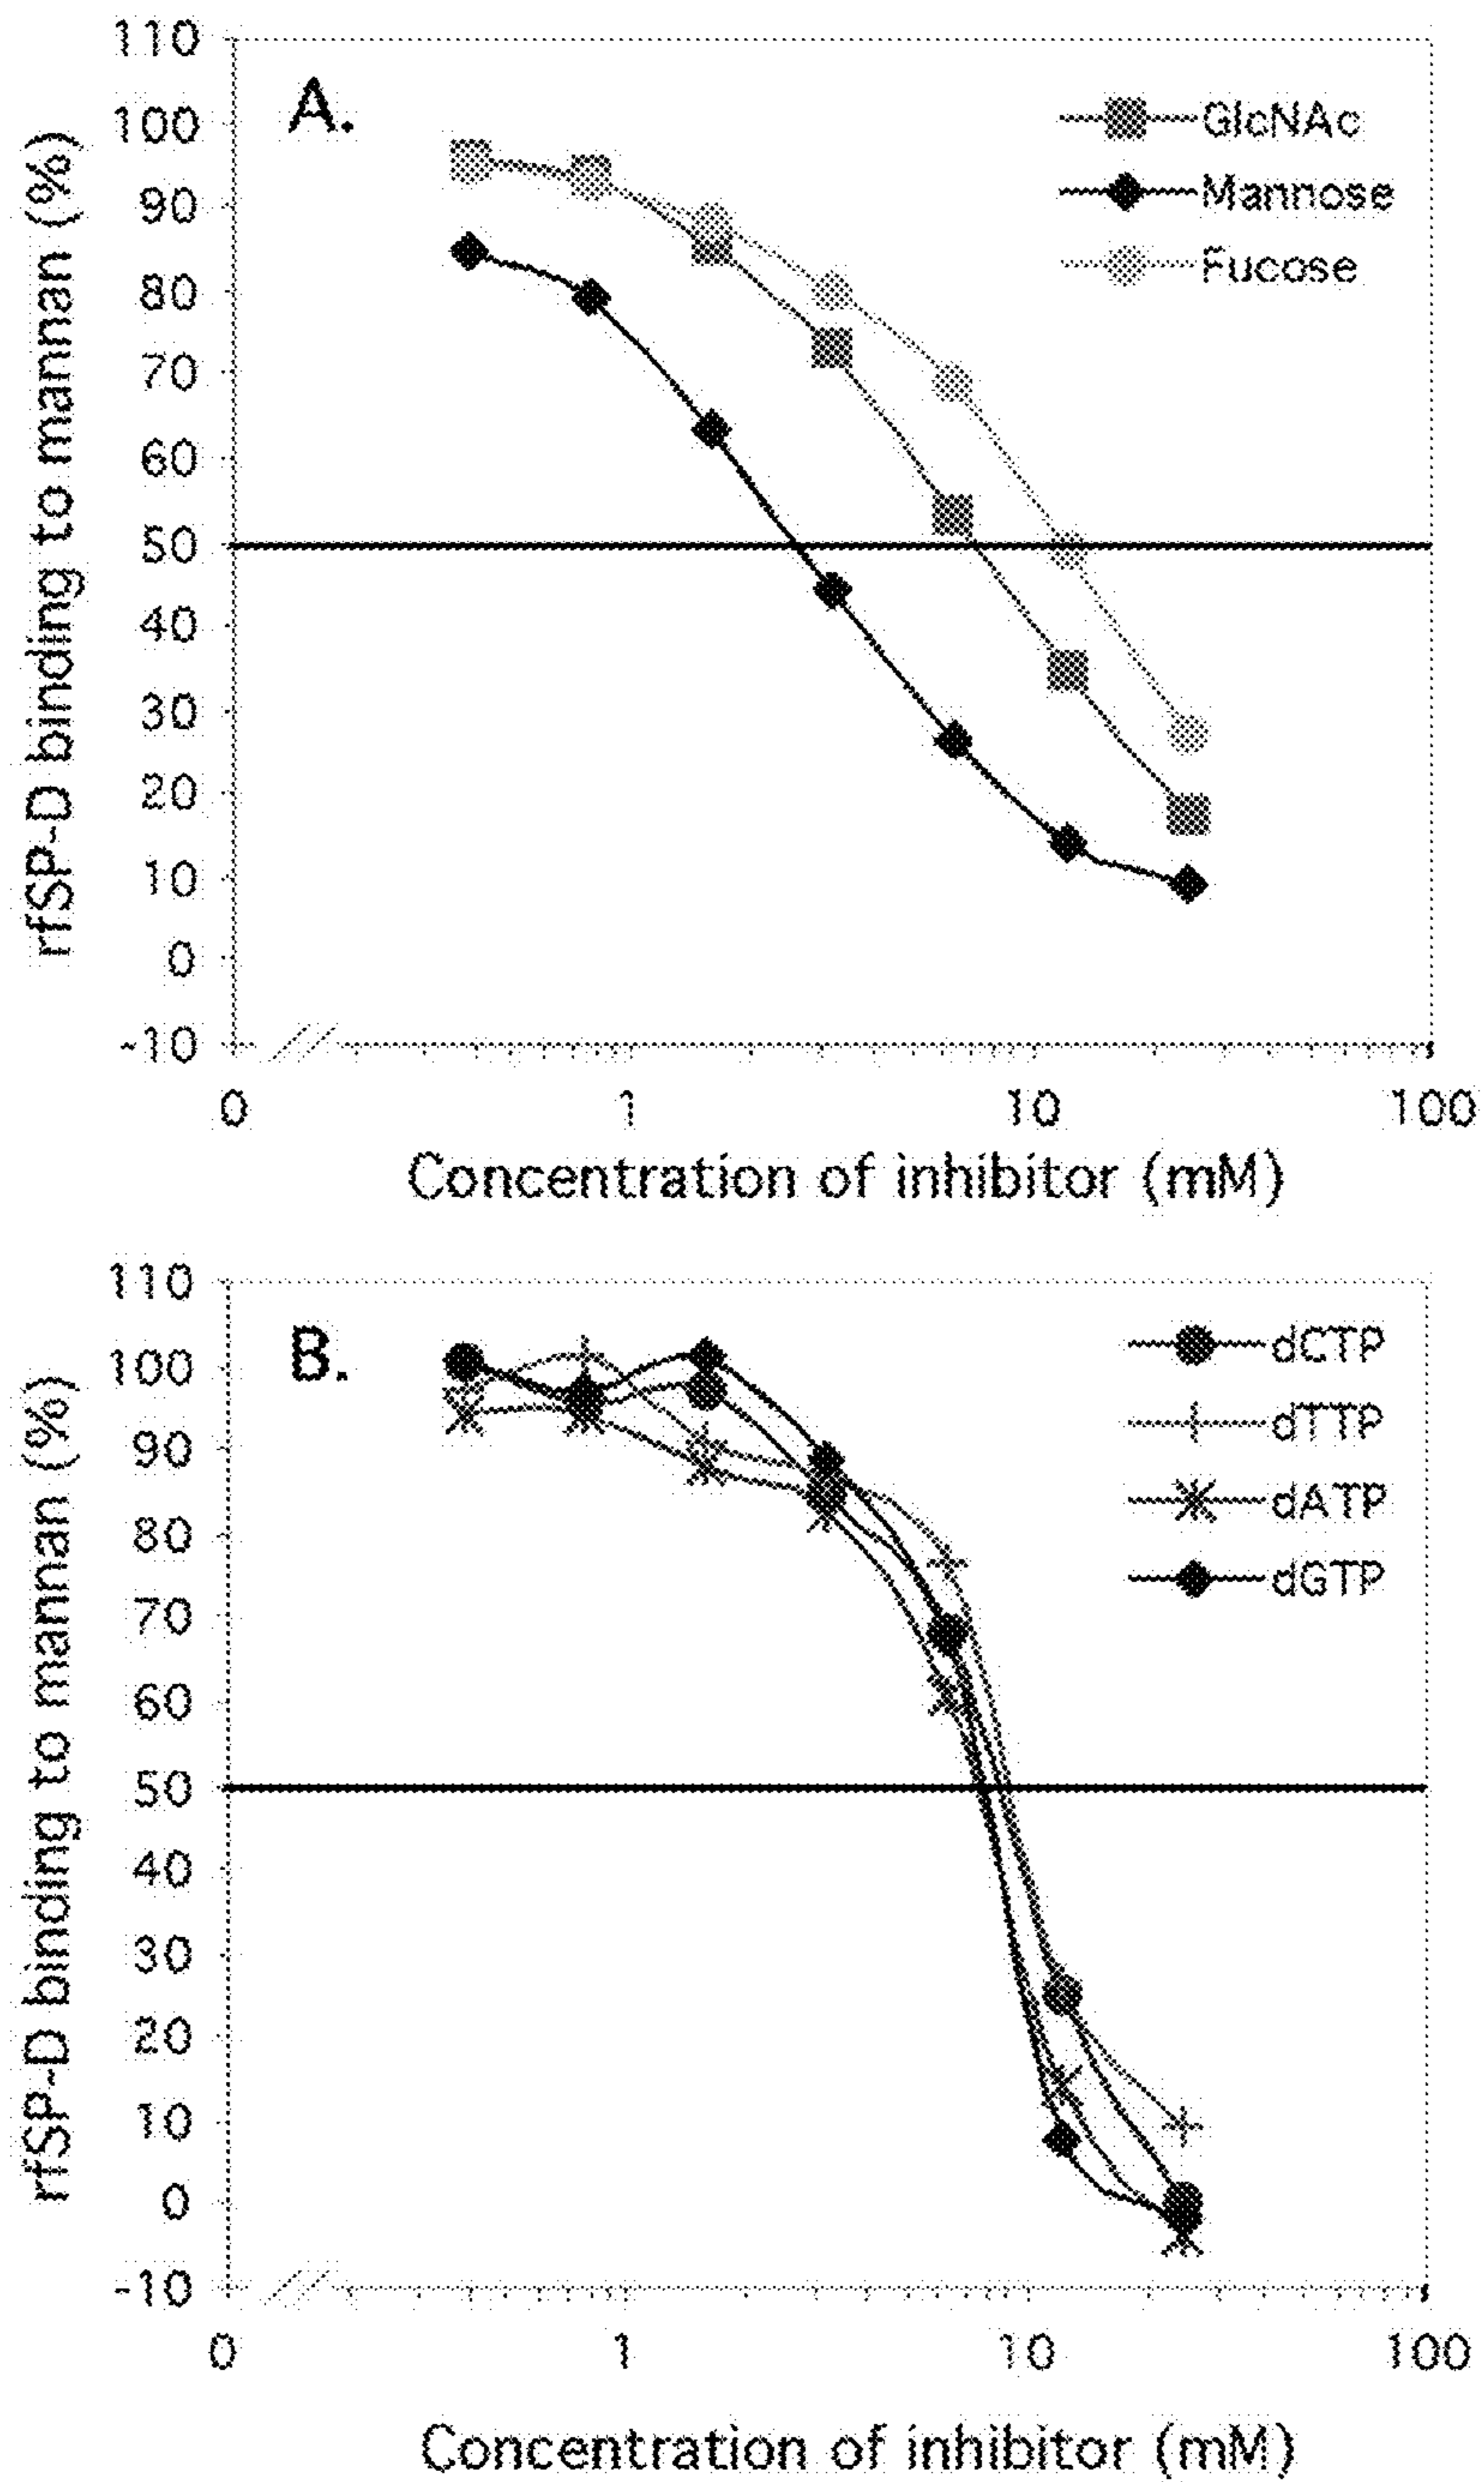 A.
GlcNAc
Mannose
Fucose
rfSP-D binding to mannan (%)
110
100
90
80
70
60
50
40
30
20
10
0
-10
0 1 10 100
Concentration of inhibitor (mM)
B.
dCTP
dTTP
dATP
dGTP
rfSP-D binding to mannan (%)
110
100
90
80
70
60
50
40
30
20
10
0
-10
0 1 10 100
Concentration of inhibitor (mM)